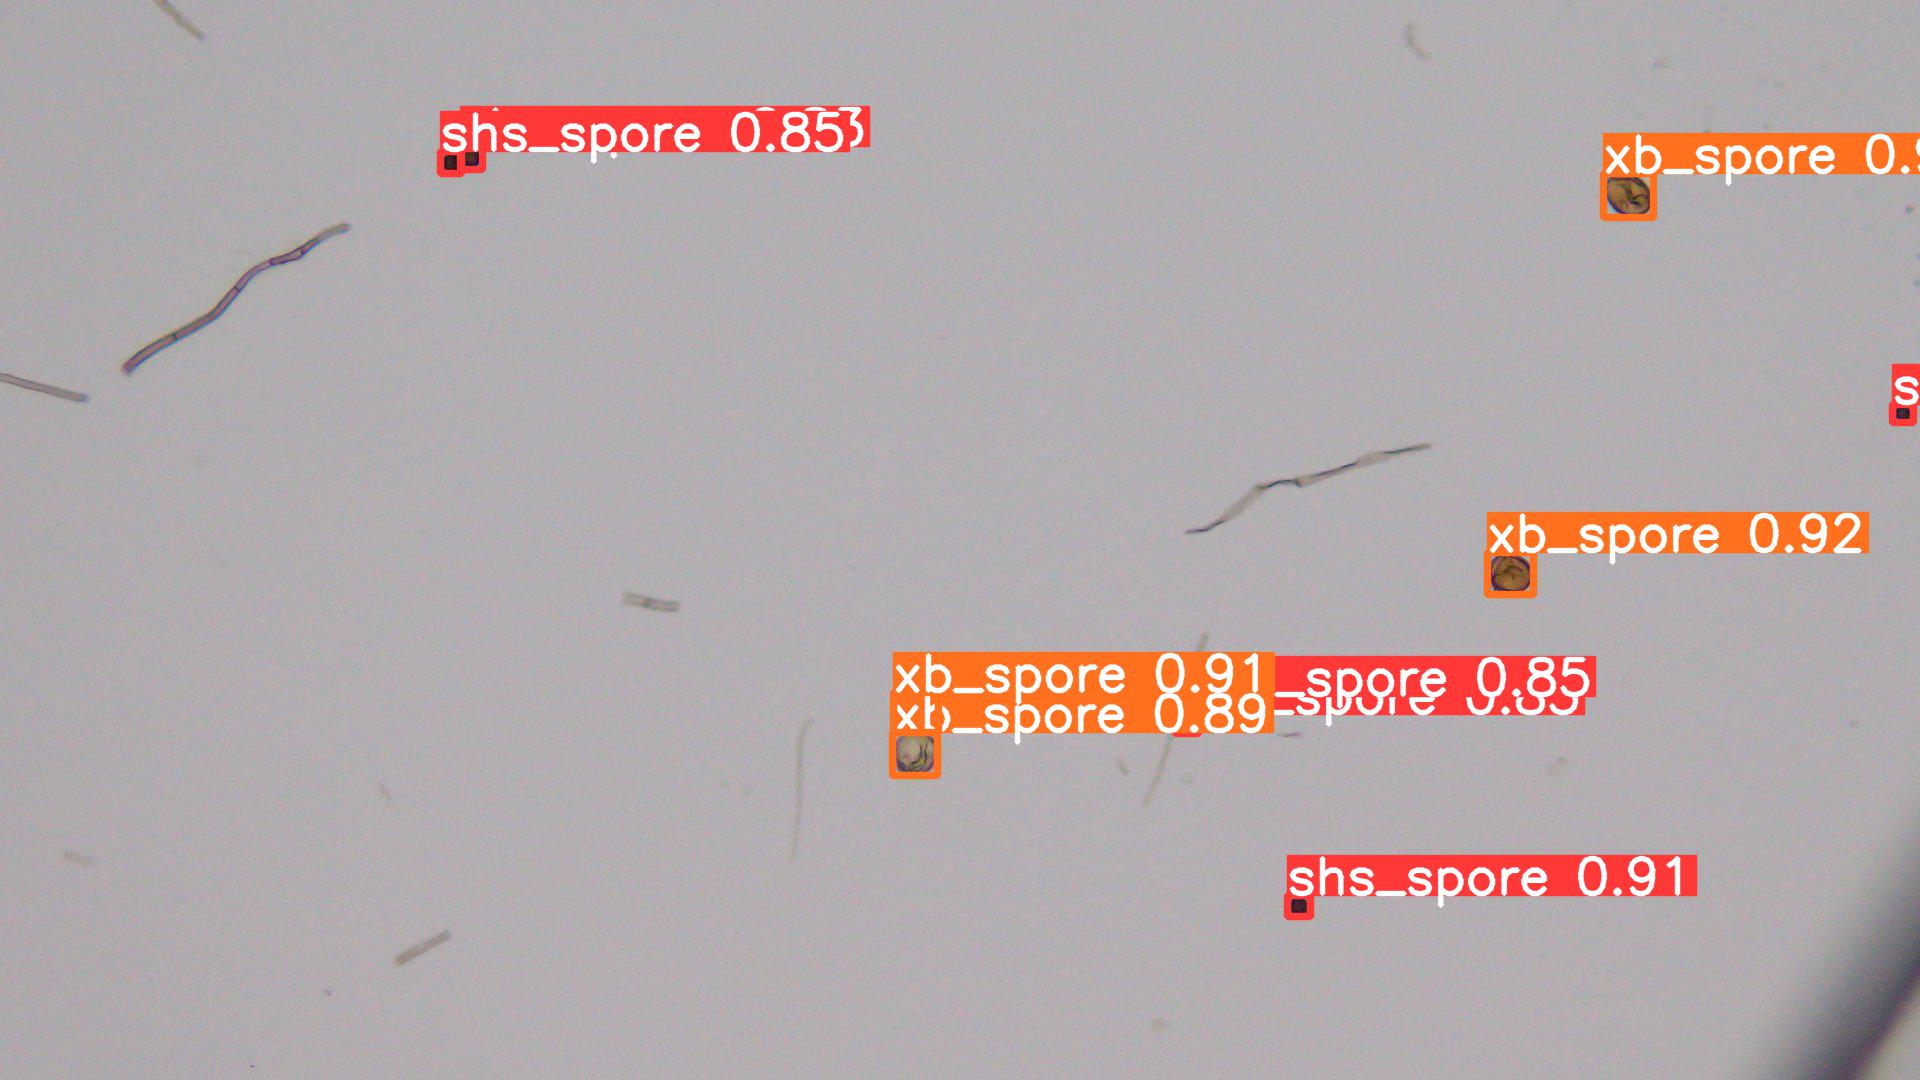 shs_spore 0.85
xb_spore 0.9
s
xb_spore 0.92
xb_spore 0.91
_spore 0.85
xb_spore 0.89
shs_spore 0.91